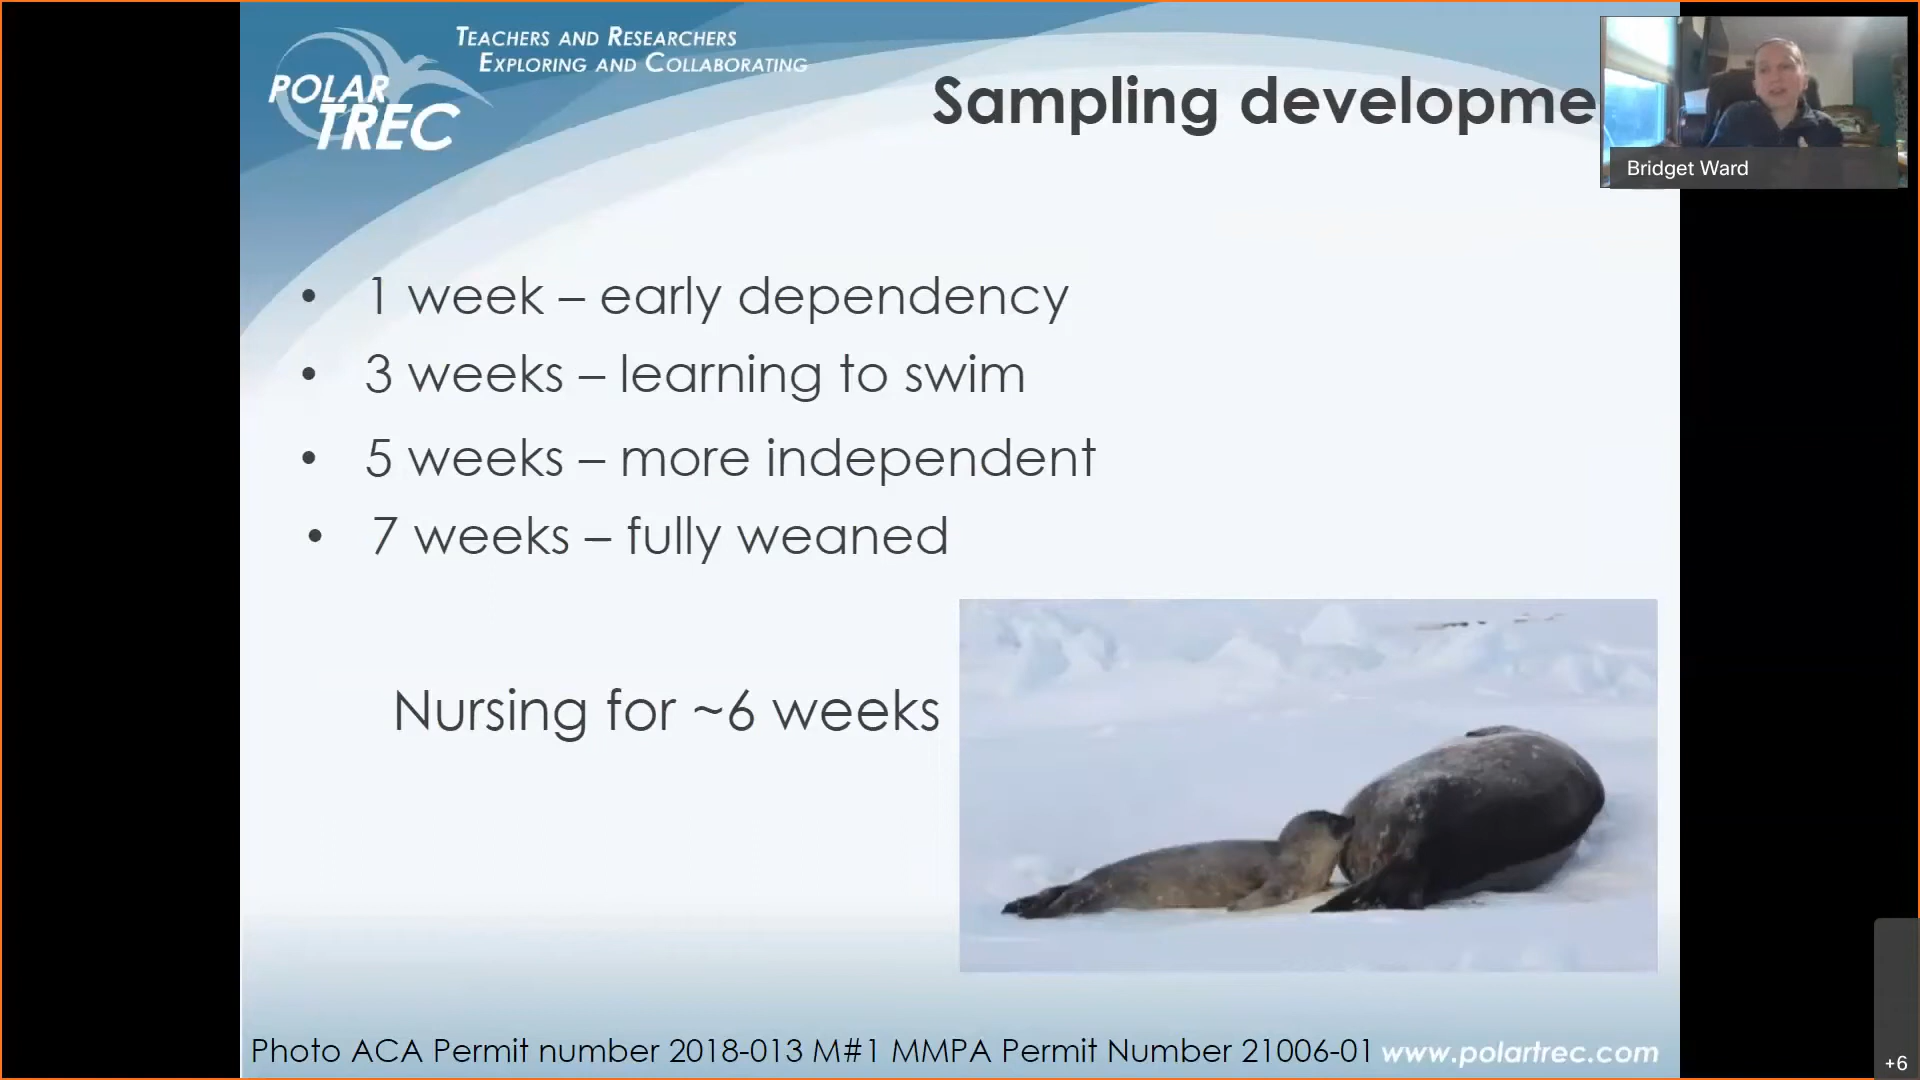 TEACHERS AND RESEARCHERS
EXPLORING AND COLLABORATING
POLAR
TREC
Sampling developme
Bridget Ward
• 1 week – early dependency
• 3 weeks – learning to swim
• 5 weeks – more independent
• 7 weeks – fully weaned
Nursing for ~6 weeks
Photo ACA Permit number 2018-013 M#1 MMPA Permit Number 21006-01
www.polartrec.com
+6